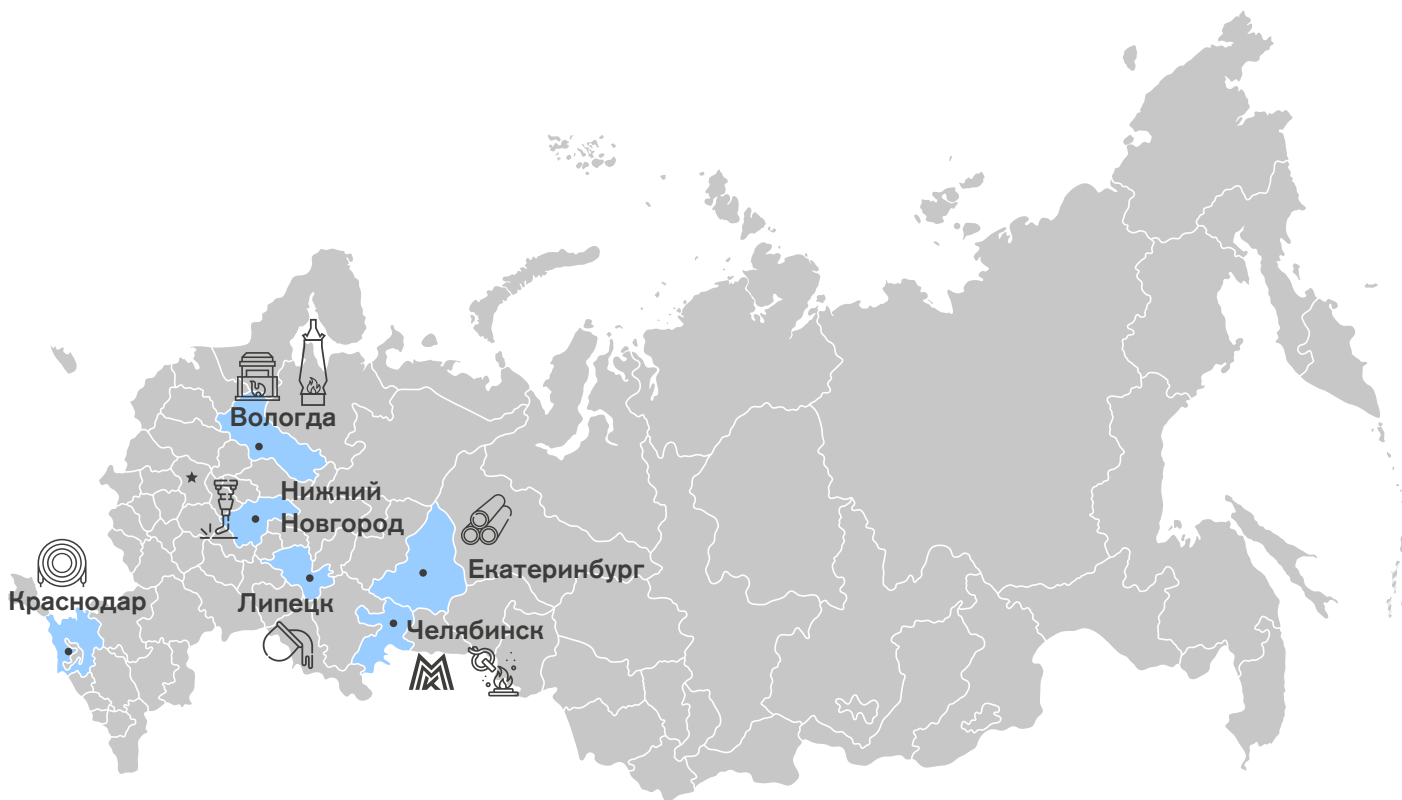 Вологда
Нижний
Новгород
Екатеринбург
Краснодар
Липецк
Челябинск